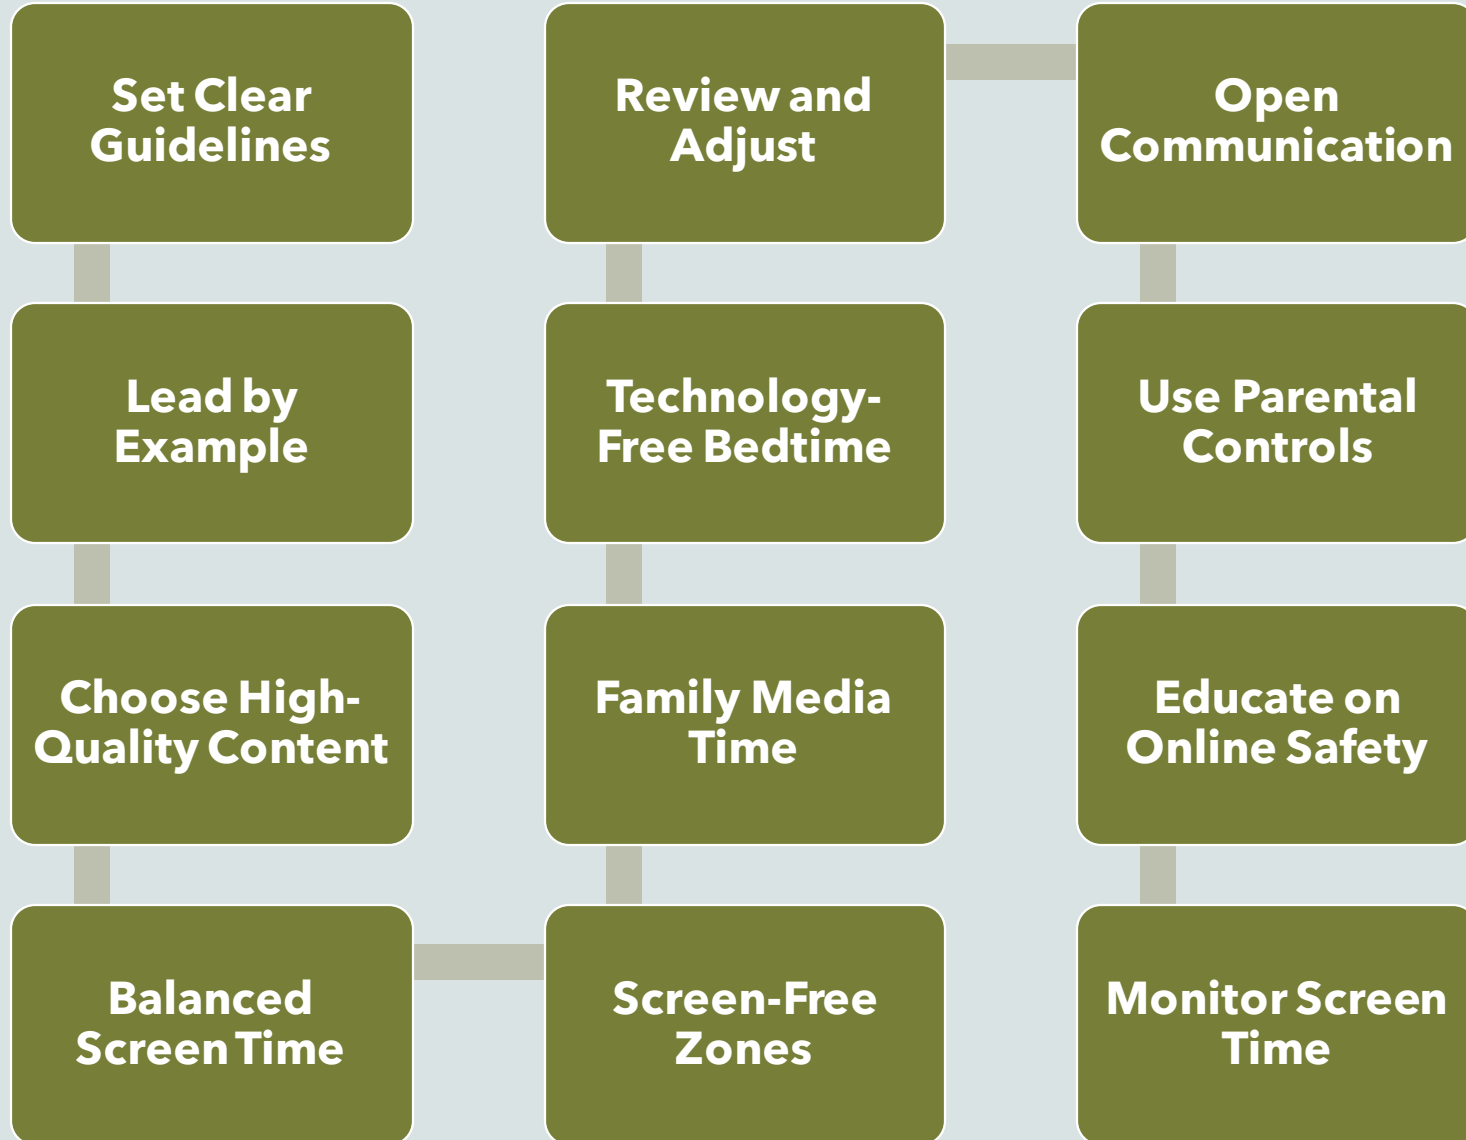 Set Clear
Guidelines
Lead by
Example
Choose High-
Quality Content
Balanced
Screen Time
Screen-Free
Zones
Family Media
Time
Technology-
Free Bedtime
Review and
Adjust
Open
Communication
Use Parental
Controls
Educate on
Online Safety
Monitor Screen
Time